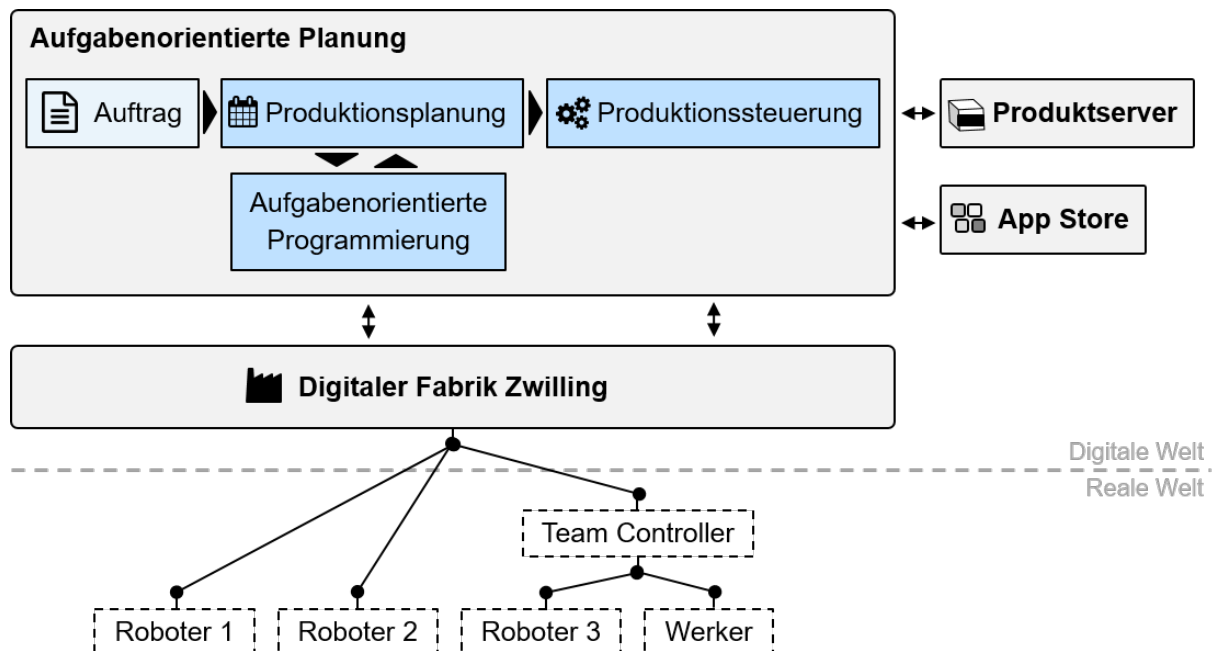 Aufgabenorientierte Planung
Auftrag
Produktionsplanung
Produktionssteuerung
Produktserver
Aufgabenorientierte
Programmierung
App Store
Digitaler Fabrik Zwilling
Digitale Welt
Reale Welt
Team Controller
Roboter 1
Roboter 2
Roboter 3
Werker